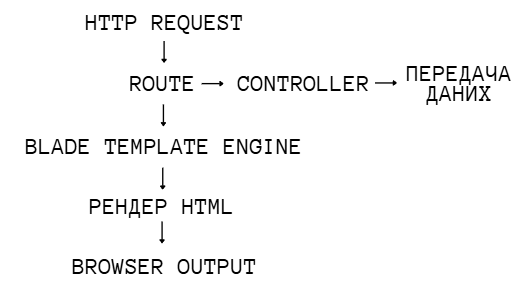 HTTP REQUEST
ROUTE → CONTROLLER → ПЕРЕДАЧА
ДАНИХ
BLADE TEMPLATE ENGINE
РЕНДЕР HTML
BROWSER OUTPUT